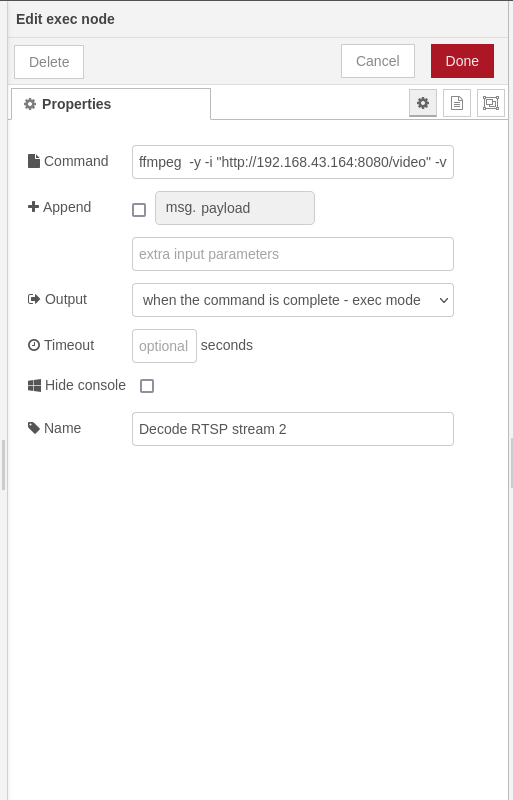 Edit exec node
Delete
Cancel
Done
Properties
Command
ffmpeg  -y -i "http://192.168.43.164:8080/video" -v
Append
msg. payload
extra input parameters
Output
when the command is complete - exec mode
Timeout
optional
seconds
Hide console
Name
Decode RTSP stream 2